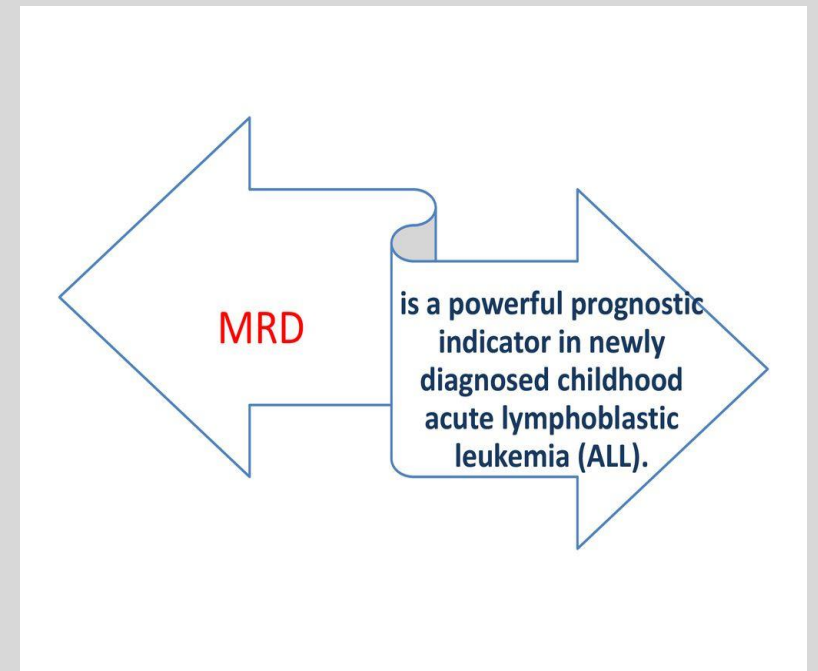 MRD
is a powerful prognostic
indicator in newly
diagnosed childhood
acute lymphoblastic
leukemia (ALL).